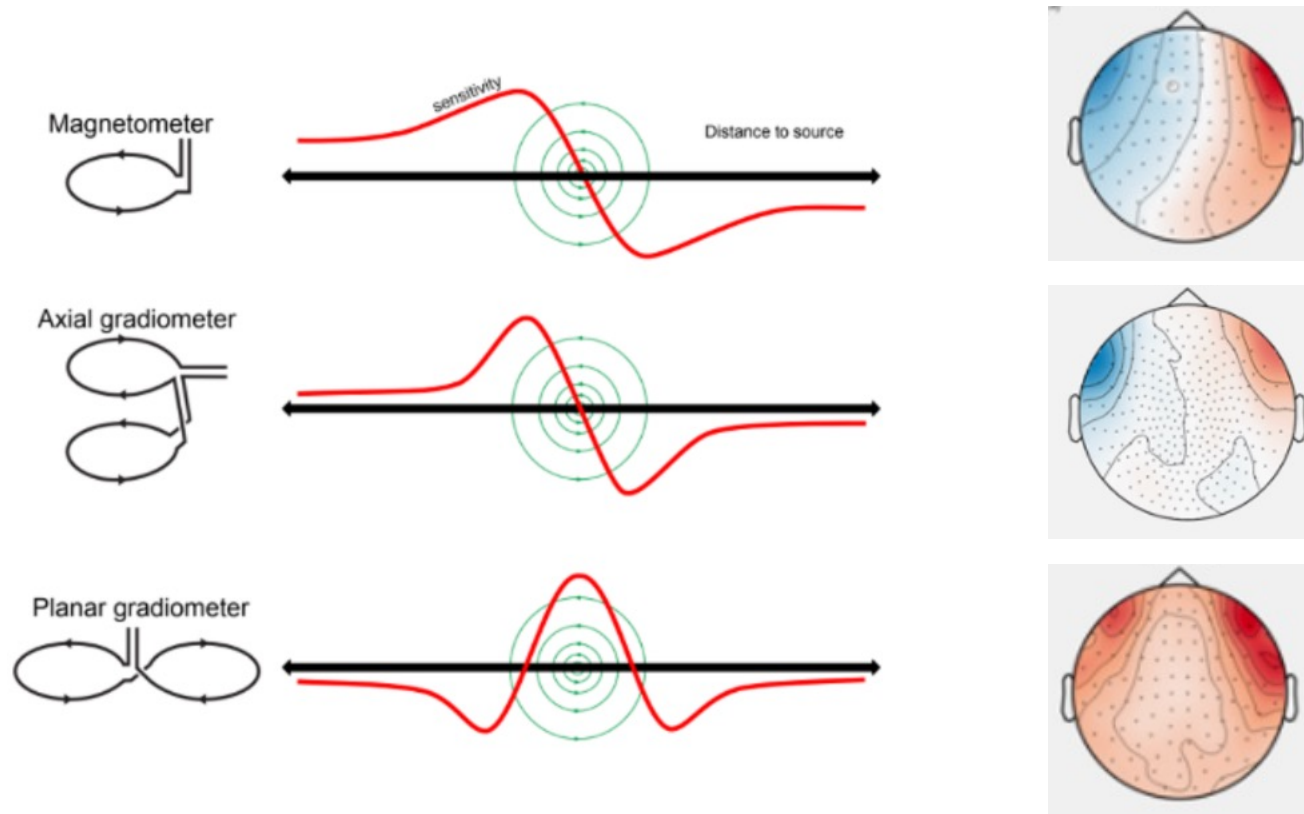 Magnetometer
sensitivity
Distance to source
Axial gradiometer
Planar gradiometer